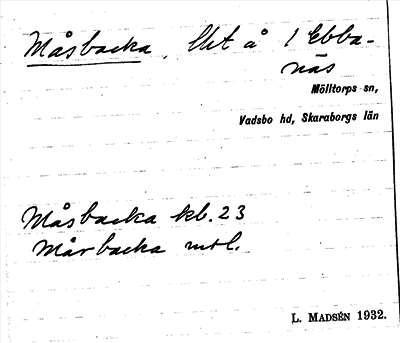 Måsbacka, Utt å 1 Ebba-
näs
Mölltorps sn,
Vadsbo hd, Skaraborgs län
Måsbacka kb. 23
Mårbacka mtl.
L. MADSÉN 1932.